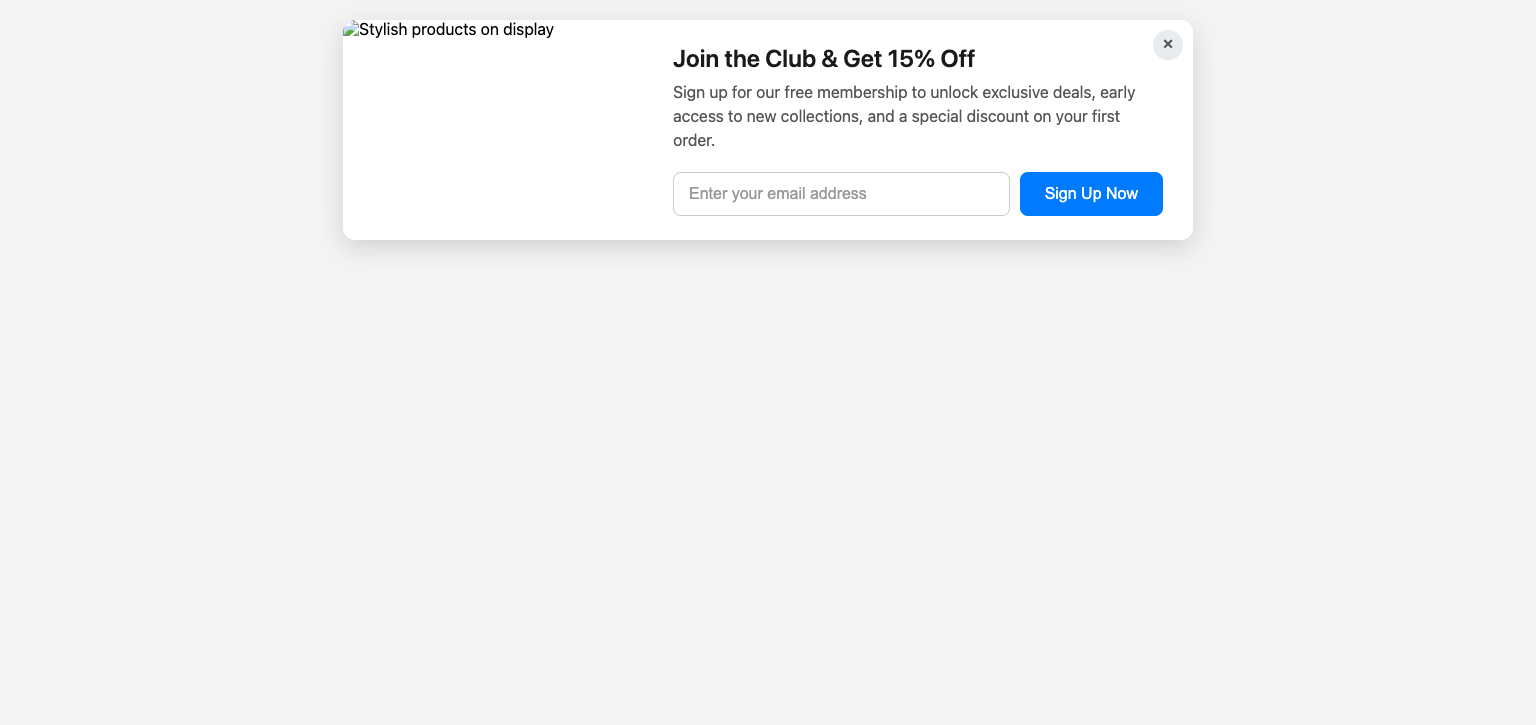 Stylish products on display
Join the Club & Get 15% Off
×
Sign up for our free membership to unlock exclusive deals, early
access to new collections, and a special discount on your first
order.
Enter your email address
Sign Up Now